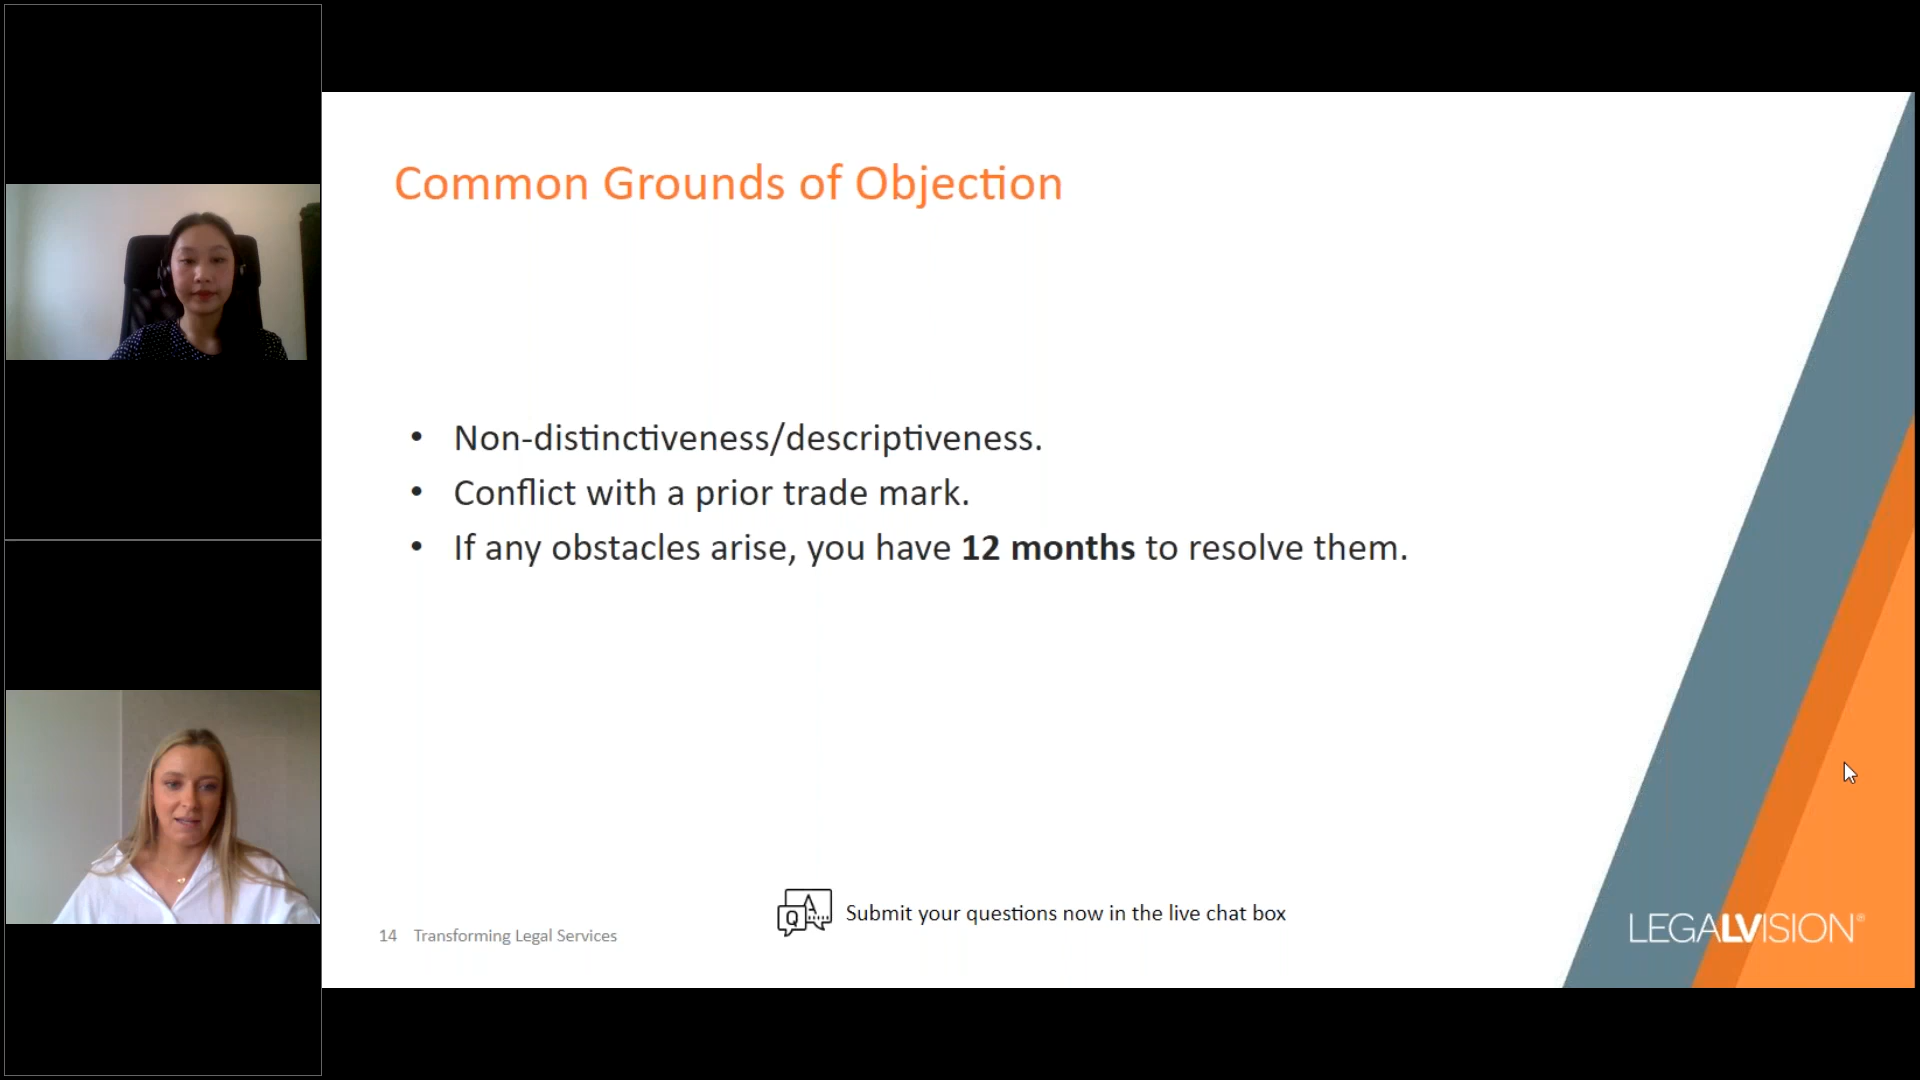 Common Grounds of Objection
• Non-distinctiveness/descriptiveness.
• Conflict with a prior trade mark.
• If any obstacles arise, you have 12 months to resolve them.
Q A
Submit your questions now in the live chat box
14 Transforming Legal Services
LEGALVISION®